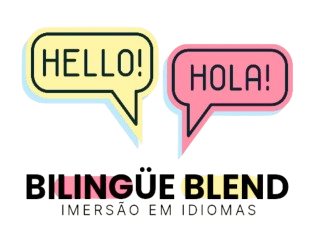 HELLO!
HOLA!
BILINGÜE BLEND
IMERSÃO EM IDIOMAS